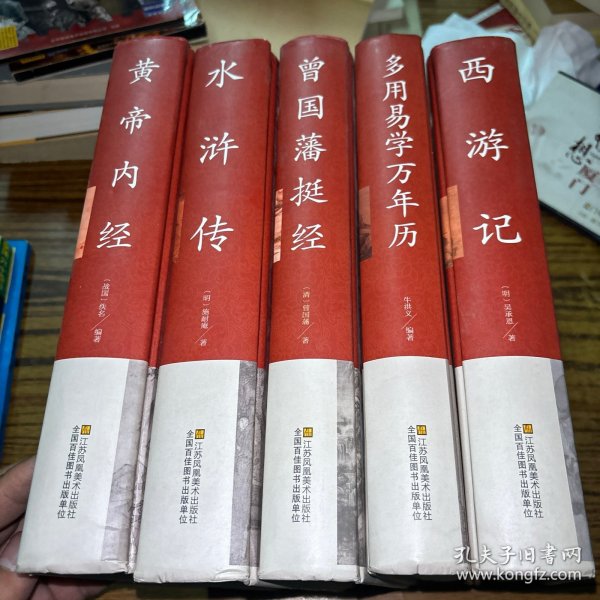 黄帝内经
（战国）佚名／编著
江苏凤凰美术出版社
全国百佳图书出版单位
水浒传
（明）施耐庵／著
江苏凤凰美术出版社
全国百佳图书出版单位
曾国藩挺经
（清）曾国藩／著
江苏凤凰美术出版社
全国百佳图书出版单位
多用易学万年历
牛洪文／编著
江苏凤凰美术出版社
全国百佳图书出版单位
西游记
（明）吴承恩／著
江苏凤凰美术出版社
全国百佳图书出版单位
孔夫子旧书网
www.kongfz.com